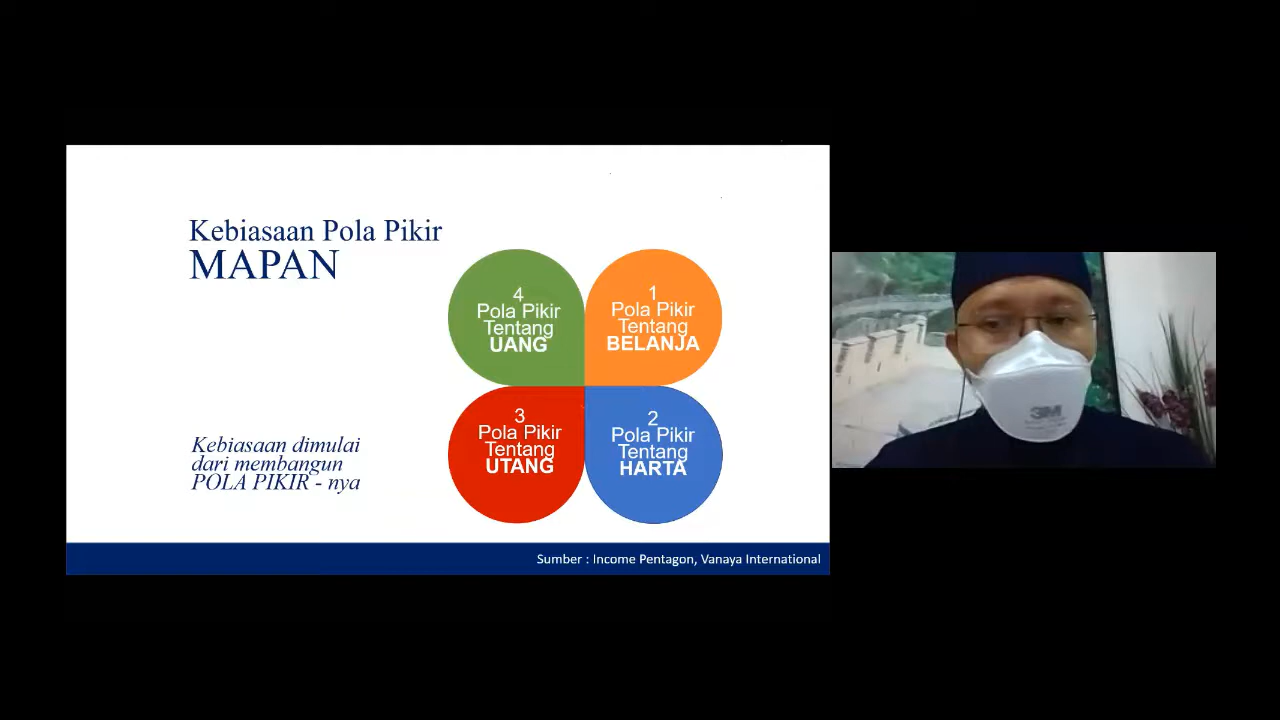 Kebiasaan Pola Pikir
MAPAN
4
Pola Pikir
Tentang
UANG
1
Pola Pikir
Tentang
BELANJA
3
Pola Pikir
Tentang
UTANG
2
Pola Pikir
Tentang
HARTA
Kebiasaan dimulai
dari membangun
POLA PIKIR - nya
Sumber : Income Pentagon, Vanaya International
3M